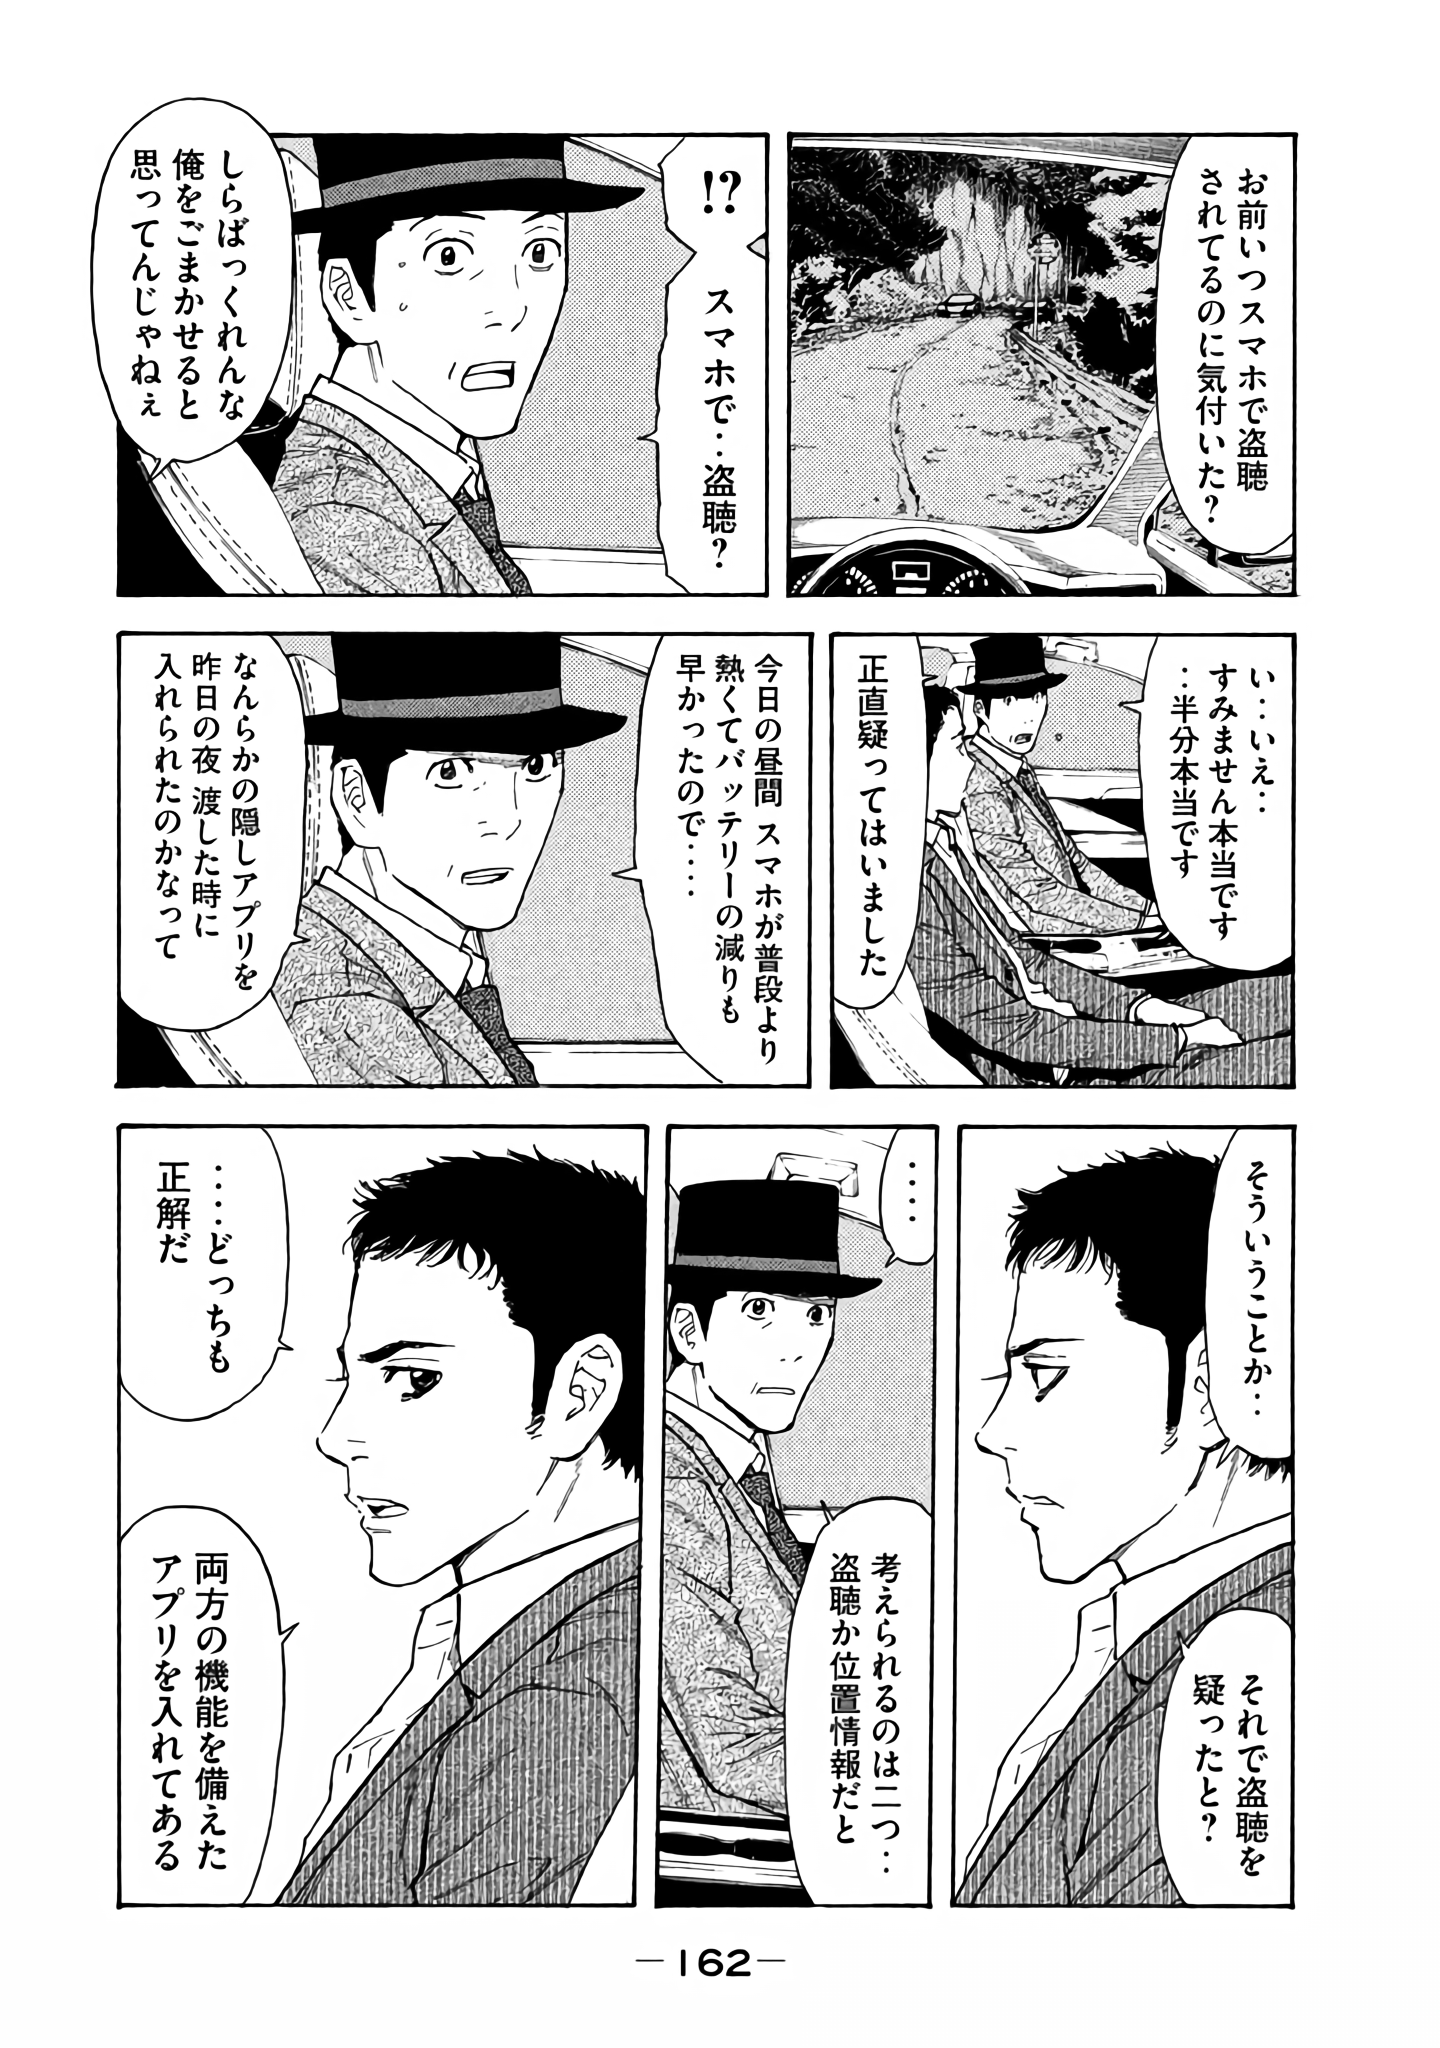 お前いつスマホで盗聴
されてるのに気付いた？
!?
スマホで‥盗聴？
しらばっくれんな
俺をごまかせると
思ってんじゃねぇ
い‥いえ‥
すみません本当です
‥半分本当です
正直疑ってはいました
今日の昼間 スマホが普段より
熱くてバッテリーの減りも
早かったので‥‥
なんらかの隠しアプリを
昨日の夜 渡した時に
入れられたのかなって
そういうことか‥
それで盗聴を
疑ったと？
‥‥
考えられるのは二つ‥
盗聴か位置情報だと
‥‥どっちも
正解だ
両方の機能を備えた
アプリを入れてある
—162—